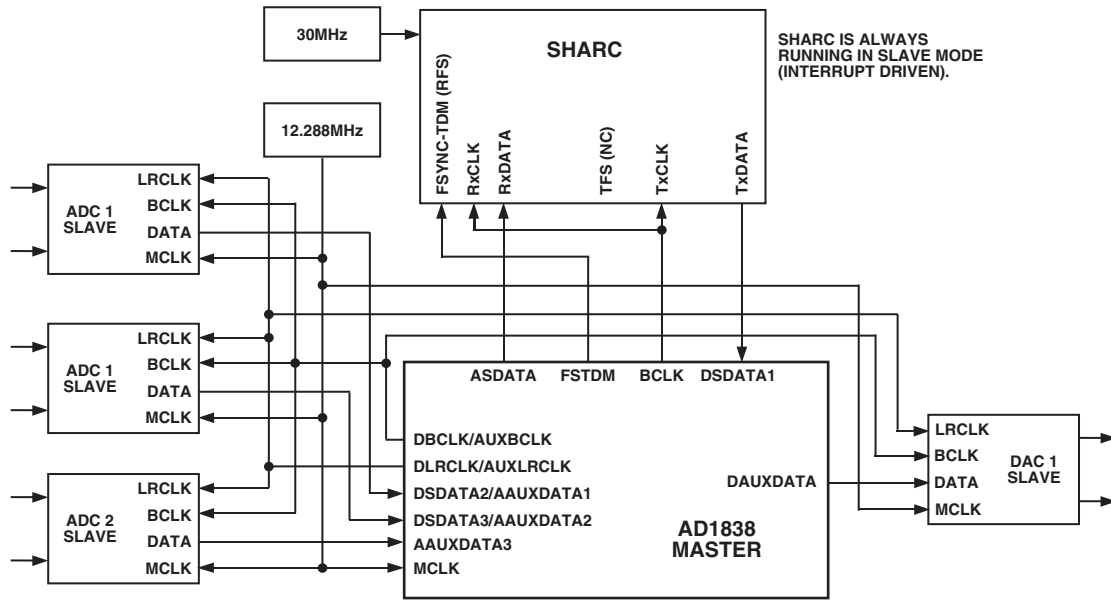 30MHz
SHARC
SHARC IS ALWAYS
RUNNING IN SLAVE MODE
(INTERRUPT DRIVEN).
12.288MHz
FSYNC-TDM (RFS)
RxCLK
RxDATA
TFS (NC)
TxCLK
TxDATA
ADC 1
SLAVE
LRCLK
BCLK
DATA
MCLK
ADC 1
SLAVE
LRCLK
BCLK
DATA
MCLK
ADC 2
SLAVE
LRCLK
BCLK
DATA
MCLK
ASDATA
FSTDM
BCLK
DSDATA1
DBCLK/AUXBCLK
DLRCLK/AUXLRCLK
DSDATA2/AAUXDATA1
DSDATA3/AAUXDATA2
AAUXDATA3
MCLK
DAUXDATA
AD1838
MASTER
LRCLK
BCLK
DATA
MCLK
DAC 1
SLAVE